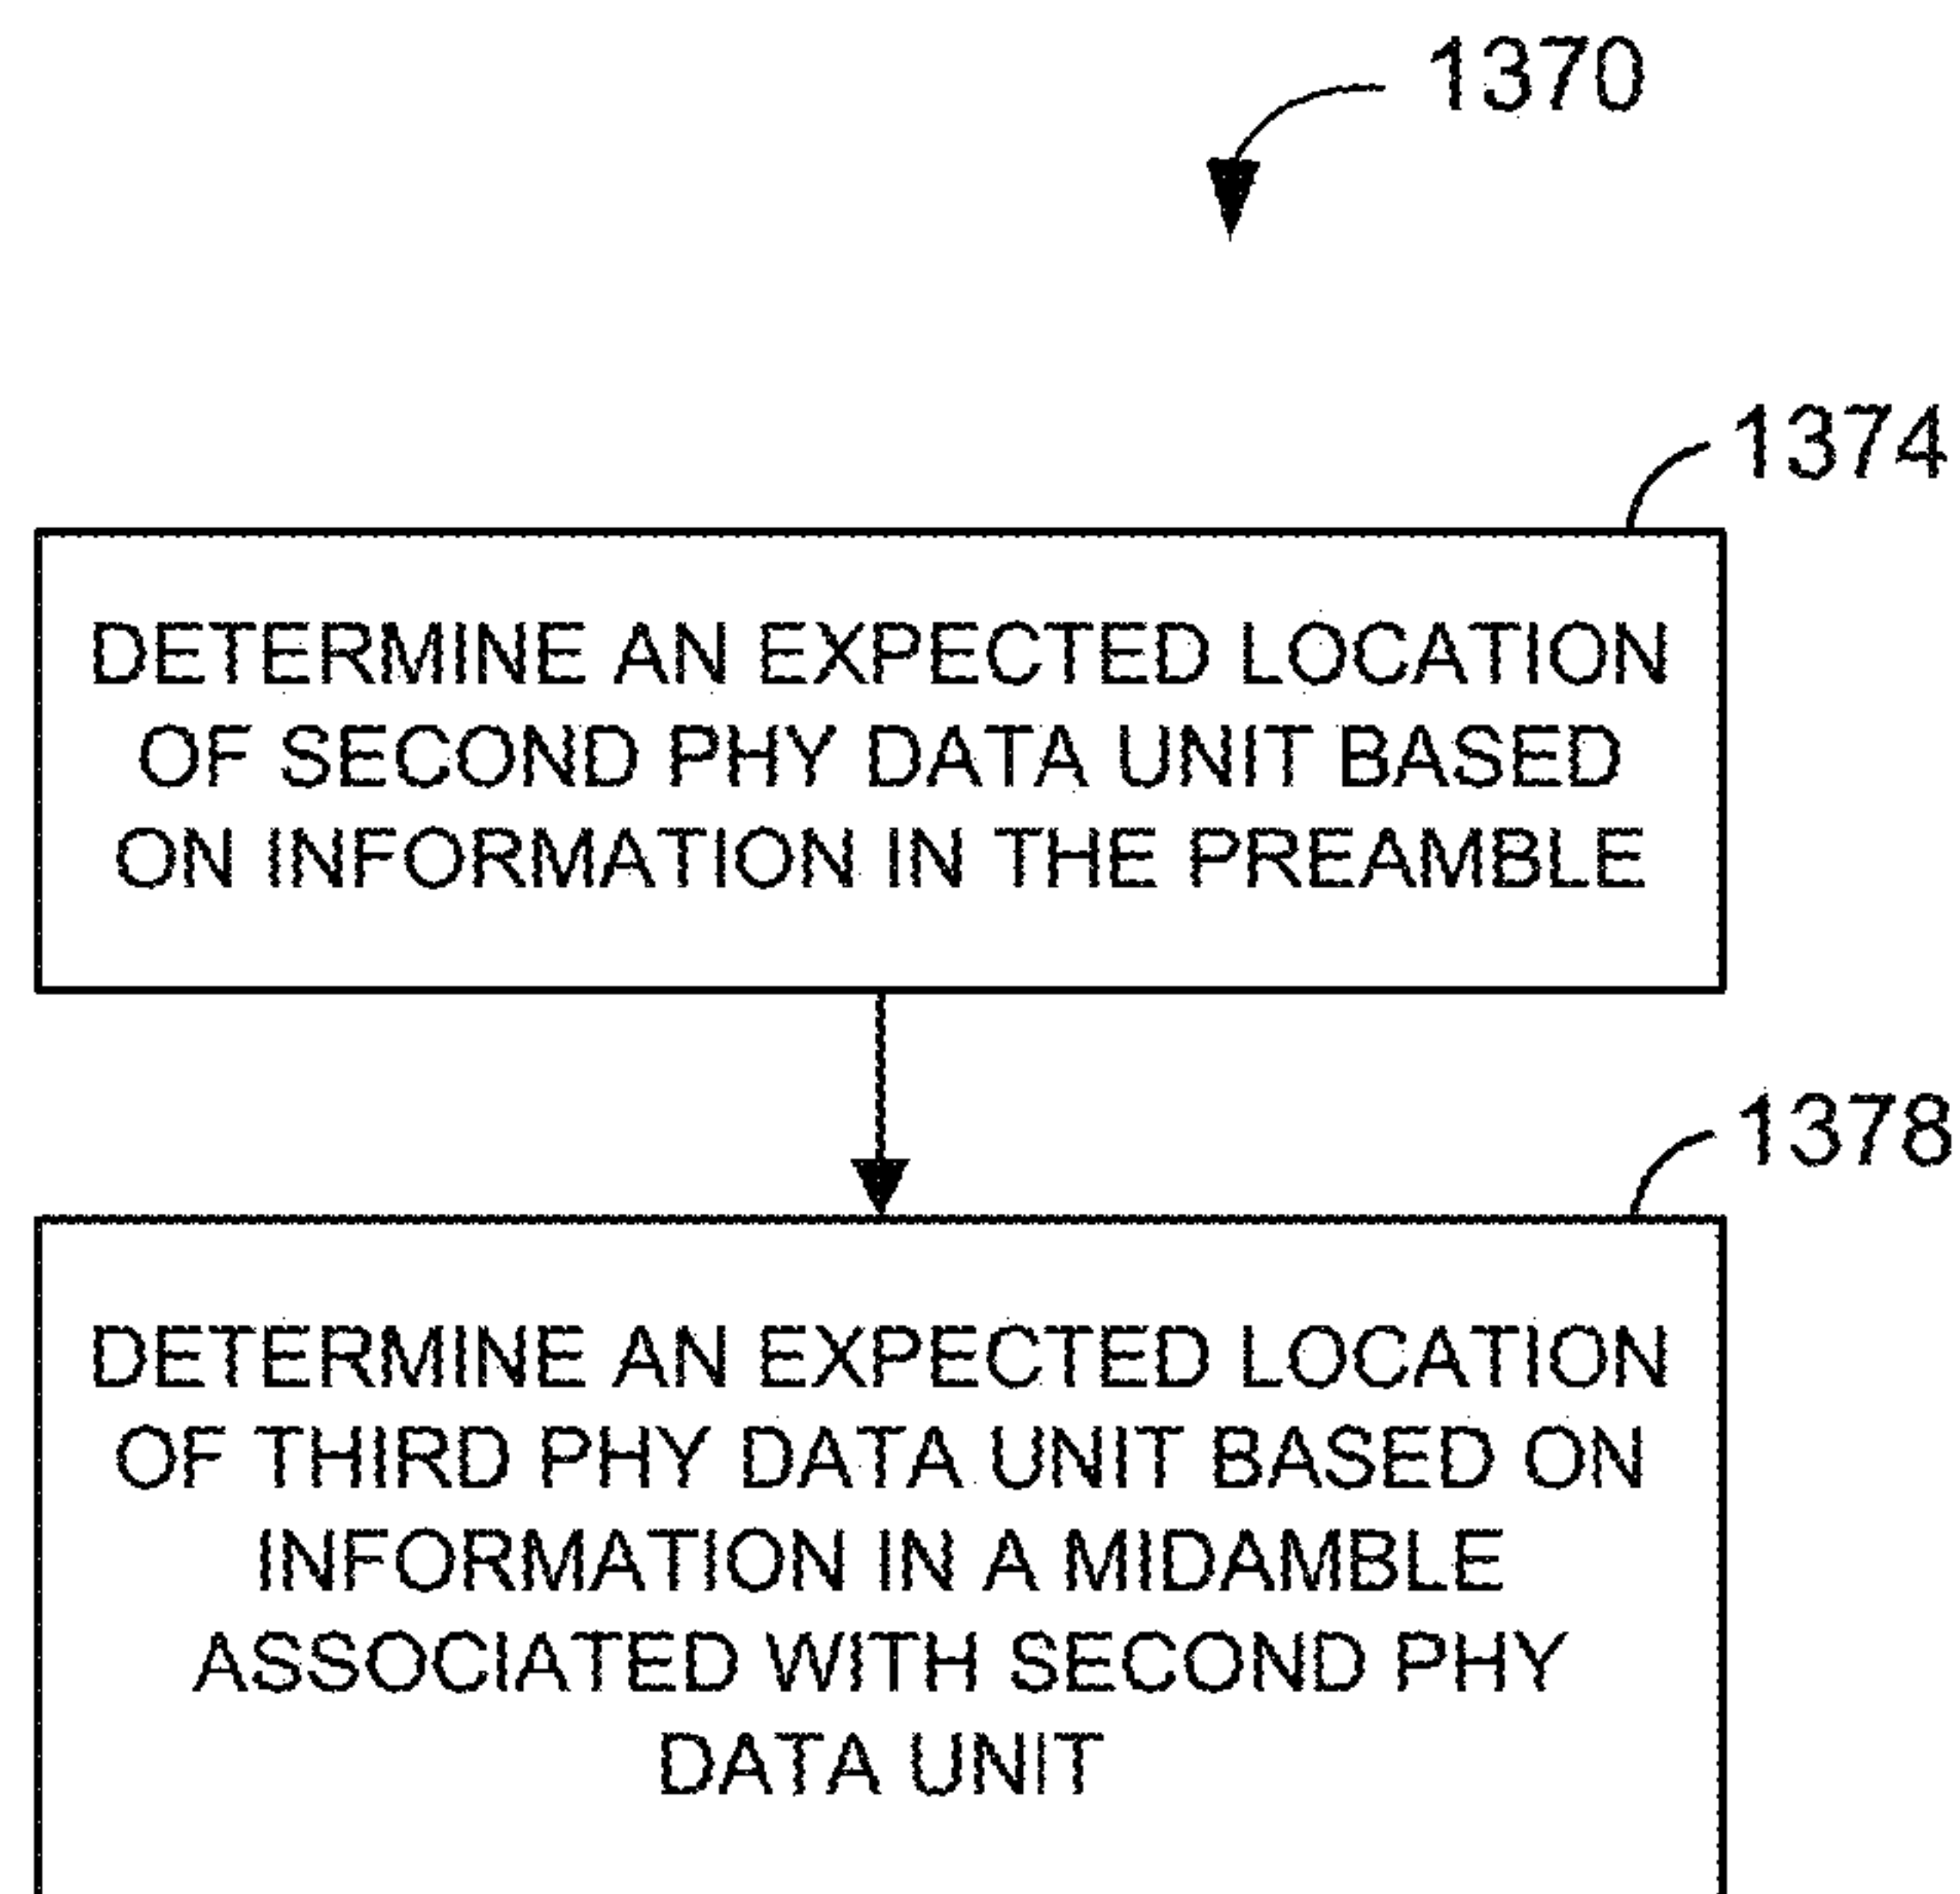 1370
1374
DETERMINE AN EXPECTED LOCATION
OF SECOND PHY DATA UNIT BASED
ON INFORMATION IN THE PREAMBLE
1378
DETERMINE AN EXPECTED LOCATION
OF THIRD PHY DATA UNIT BASED ON
INFORMATION IN A MIDAMBLE
ASSOCIATED WITH SECOND PHY
DATA UNIT